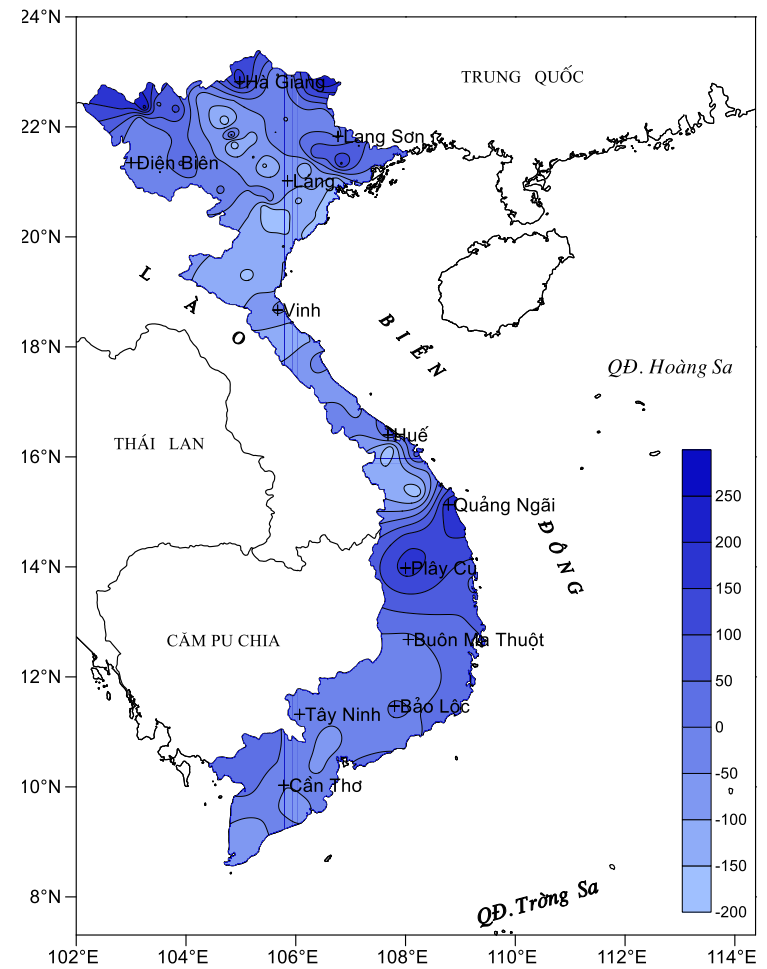 24°N
22°N
20°N
18°N
16°N
14°N
12°N
10°N
8°N
102°E
104°E
106°E
108°E
110°E
112°E
114°E
TRUNG QUỐC
Hà Giang
Lạng Sơn
Điện Biên
Láng
LÀO
Vinh
BIỂN
QĐ. Hoàng Sa
Huế
THÁI LAN
Quảng Ngãi
ĐÔNG
Plây Cu
CĂM PU CHIA
Buôn Ma Thuột
Bảo Lộc
Tây Ninh
Cần Thơ
QĐ. Trờng Sa
250
200
150
100
50
0
-50
-100
-150
-200